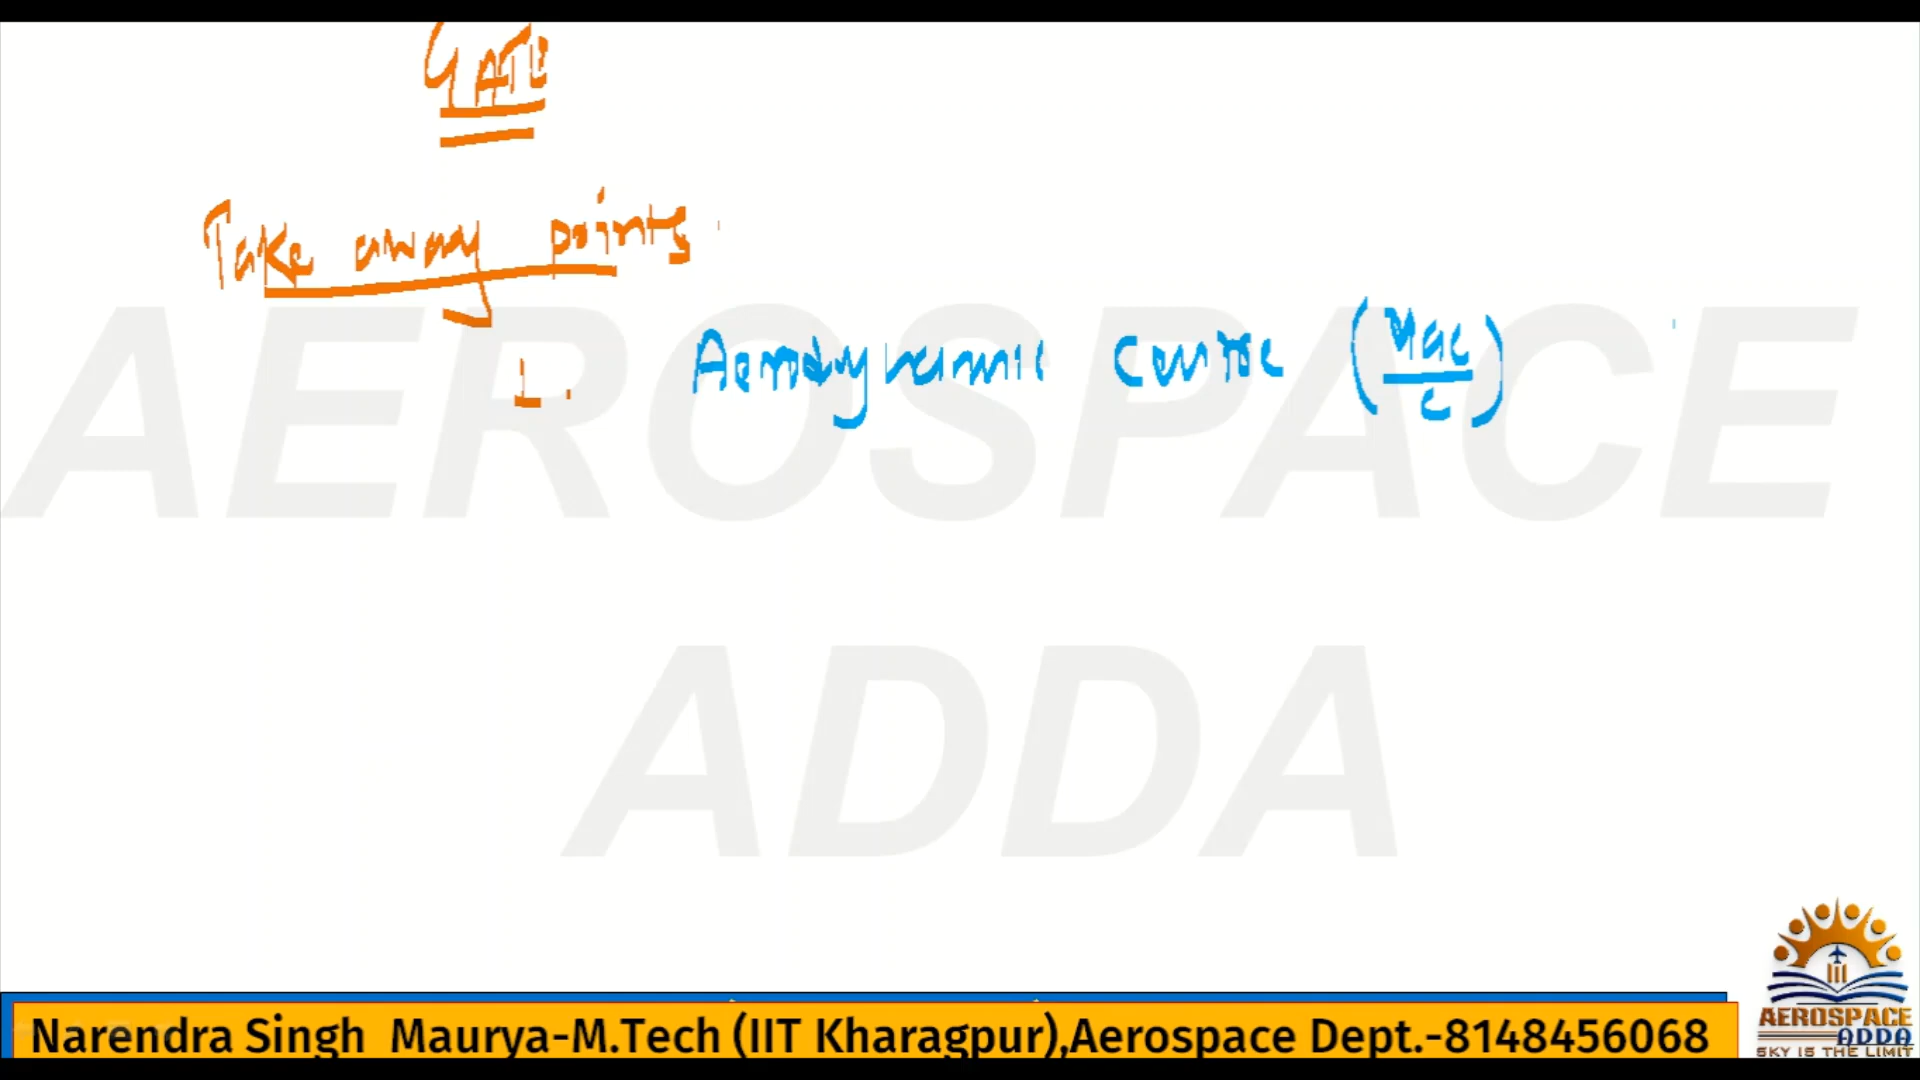 GATE
Take away points
1. Aerodynamic Centre (Xac/c)
AEROSPACE
ADDA
Narendra Singh Maurya-M.Tech (IIT Kharagpur),Aerospace Dept.-8148456068
AEROSPACE
ADDA
SKY IS THE LIMIT